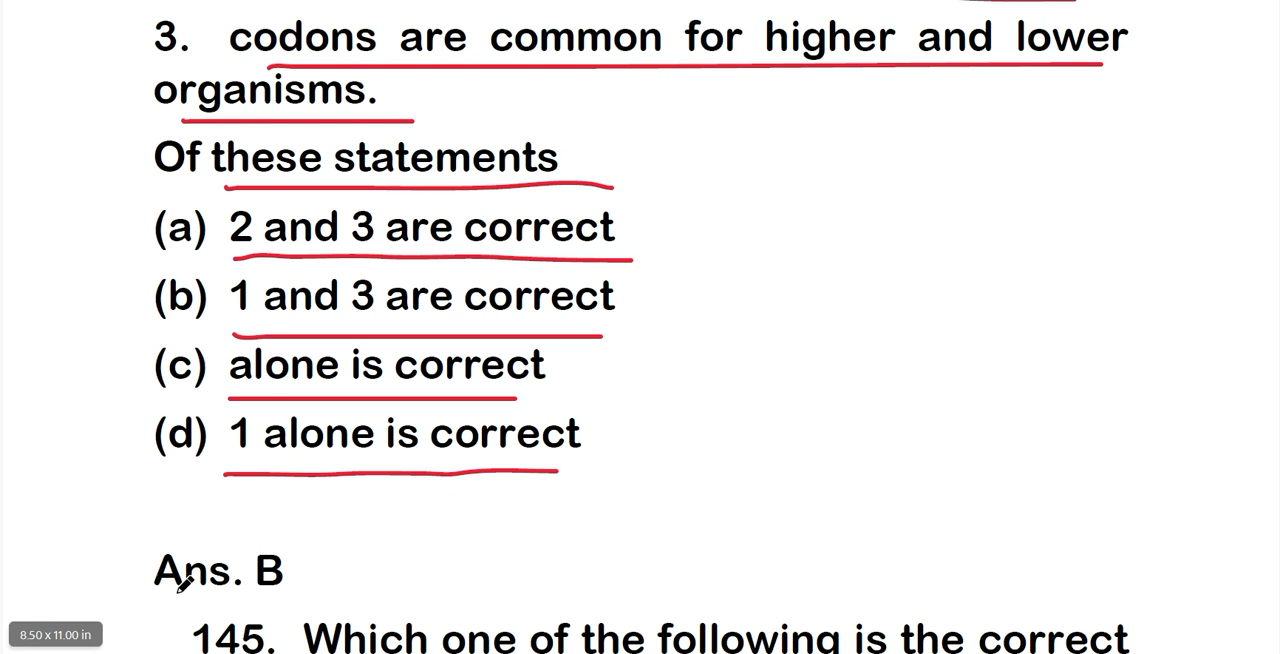 3. codons are common for higher and lower
organisms.
Of these statements
(a) 2 and 3 are correct
(b) 1 and 3 are correct
(c) alone is correct
(d) 1 alone is correct
Ans. B
8.50 x 11.00 in
145. Which one of the following is the correct